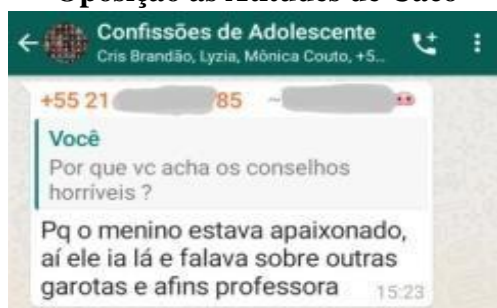 Oposição às Atitudes de Caco
Confissões de Adolescente
Cris Brandão, Lyzia, Mônica Couto, +5...
+55 21 85 ~
Você
Por que vc acha os conselhos
horríveis ?
Pq o menino estava apaixonado,
aí ele ia lá e falava sobre outras
garotas e afins professora 15:23